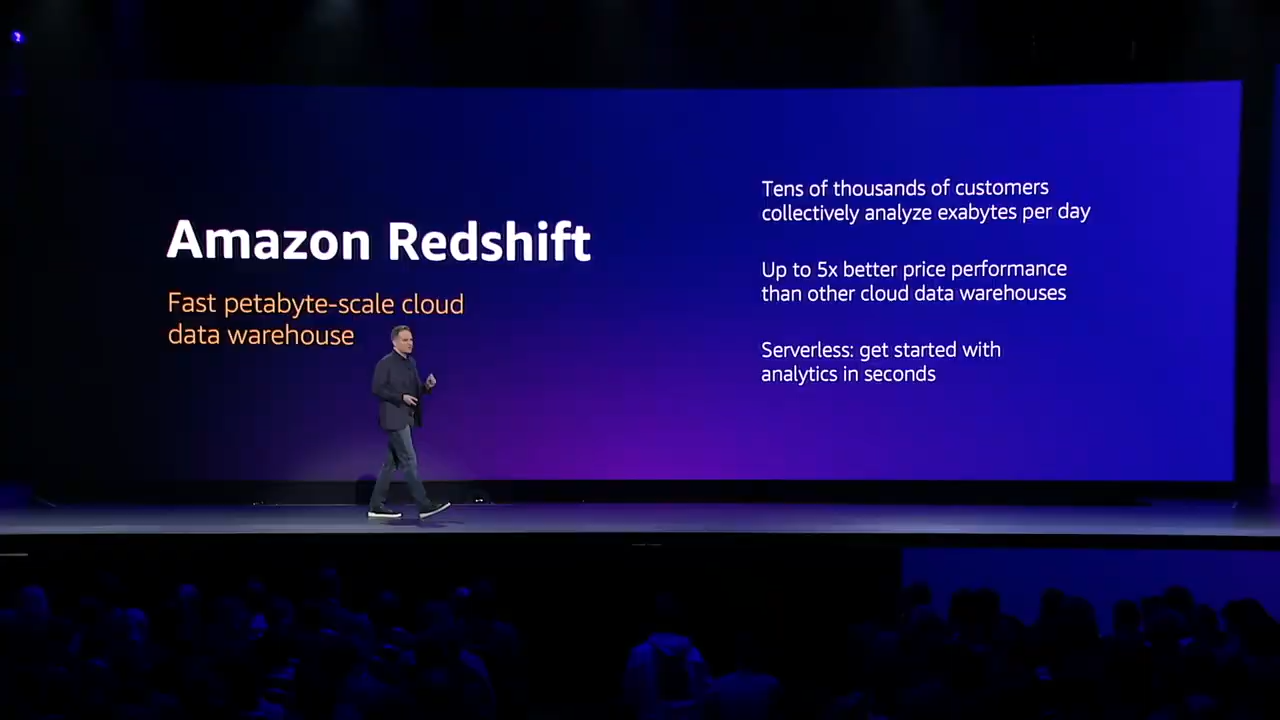 Amazon Redshift
Fast petabyte-scale cloud
data warehouse
Tens of thousands of customers
collectively analyze exabytes per day
Up to 5x better price performance
than other cloud data warehouses
Serverless: get started with
analytics in seconds